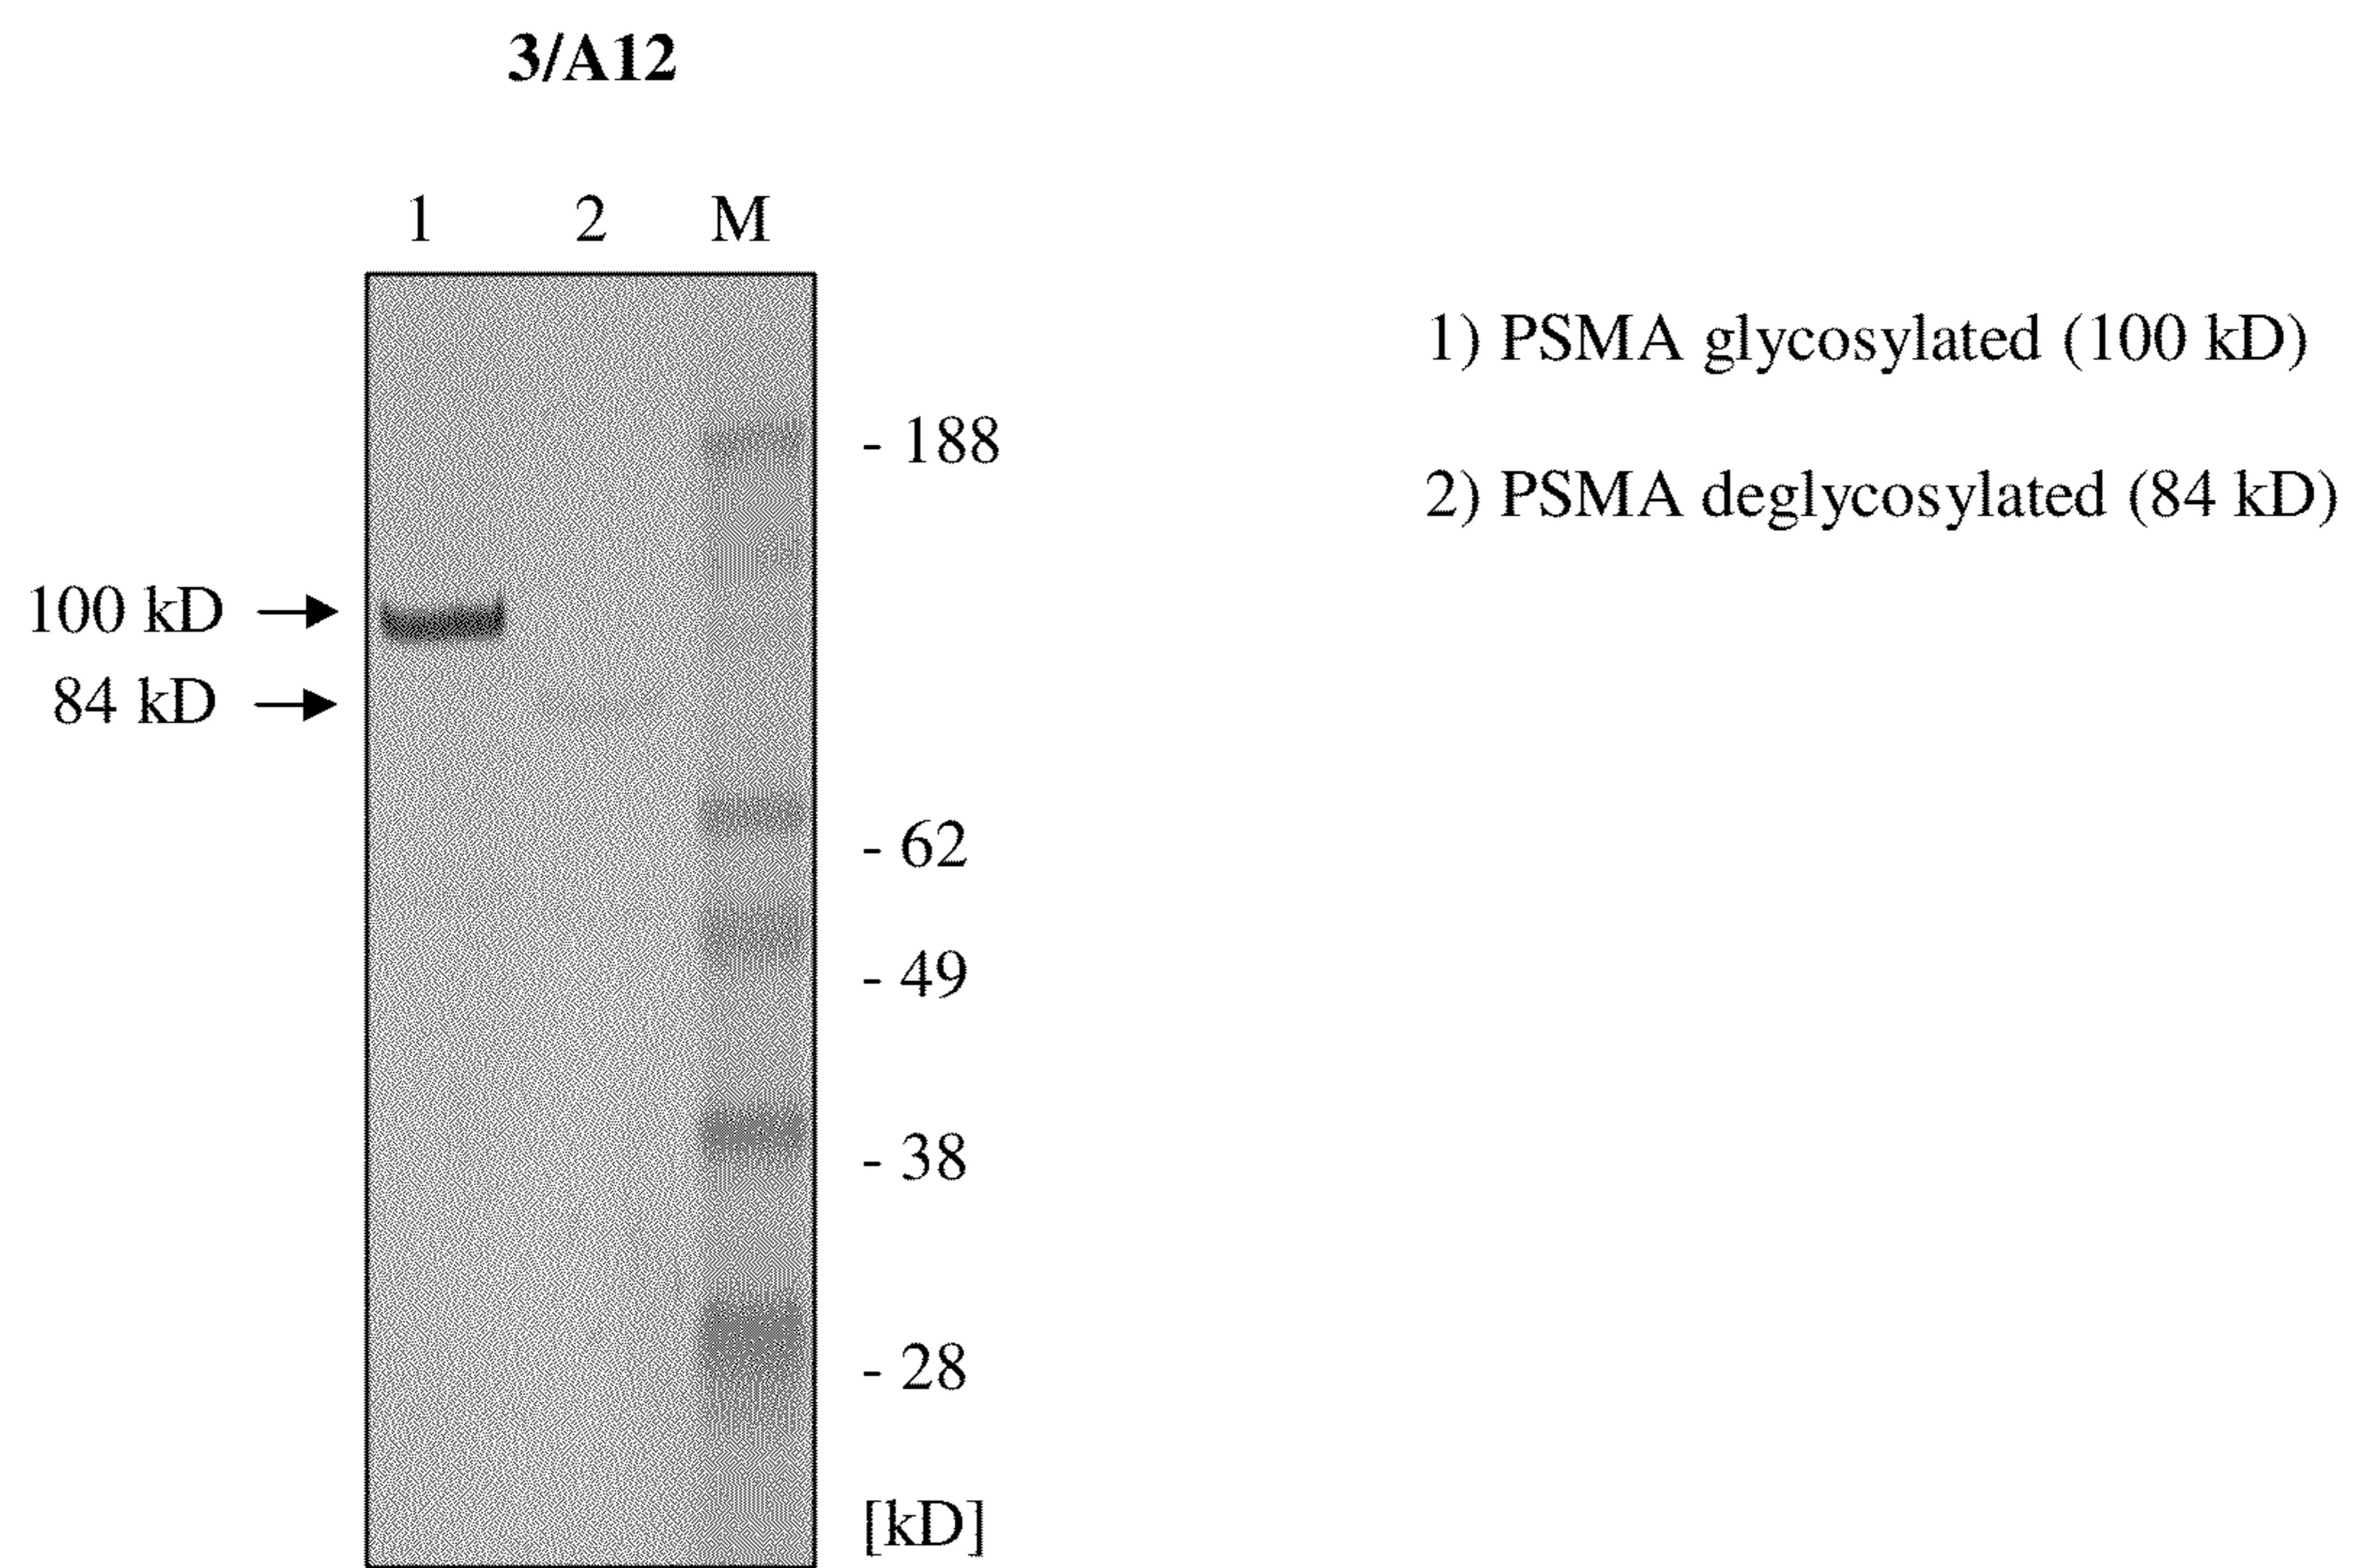 3/A12
1 2 M
1) PSMA glycosylated (100 kD)
- 188
2) PSMA deglycosylated (84 kD)
100 kD
84 kD
- 62
- 49
- 38
- 28
[kD]